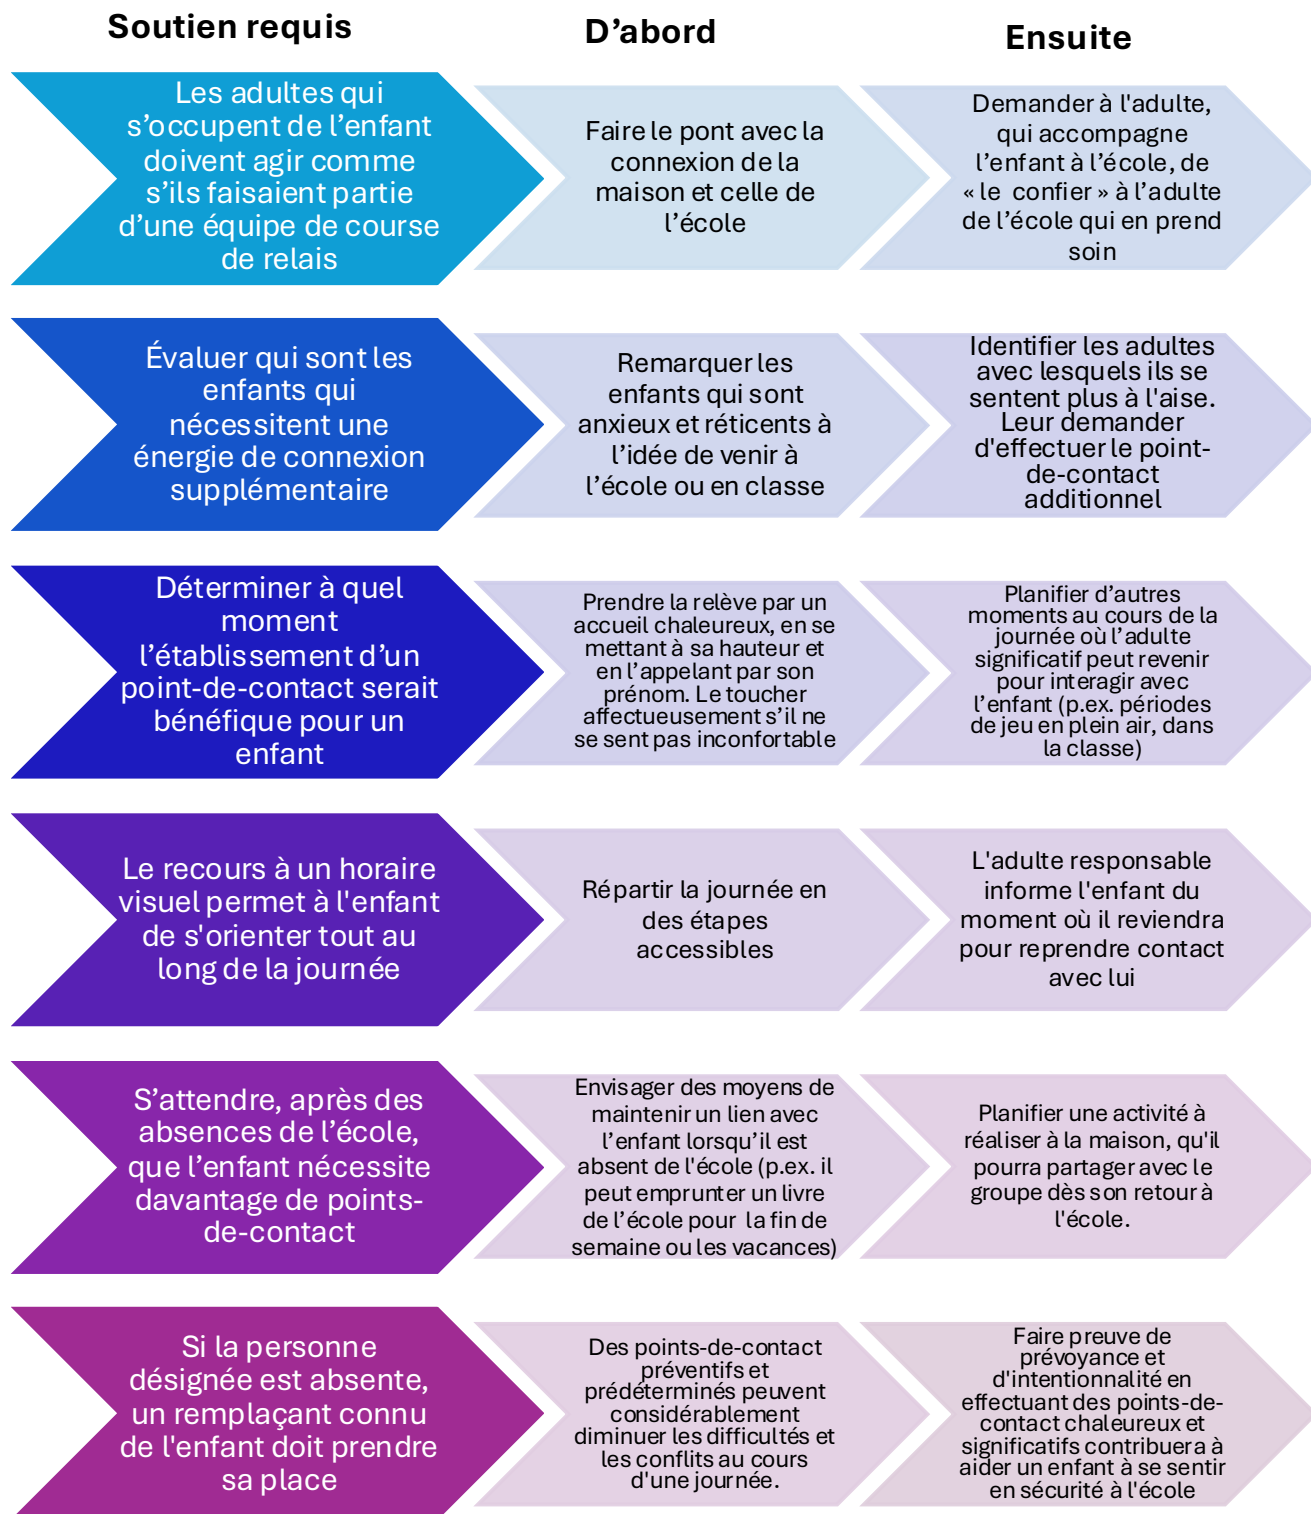 Soutien requis
D'abord
Ensuite
Les adultes qui
s'occupent de l'enfant
doivent agir comme
s'ils faisaient partie
d'une équipe de course
de relais
Faire le pont avec la
connexion de la
maison et celle de
l'école
Demander à l'adulte,
qui accompagne
l'enfant à l'école, de
« le confier » à l'adulte
de l'école qui en prend
soin
Évaluer qui sont les
enfants qui
nécessitent une
énergie de connexion
supplémentaire
Remarquer les
enfants qui sont
anxieux et réticents à
l'idée de venir à
l'école ou en classe
Identifier les adultes
avec lesquels ils se
sentent plus à l'aise.
Leur demander
d'effectuer le point-
de-contact
additionnel
Déterminer à quel
moment
l'établissement d'un
point-de-contact serait
bénéfique pour un
enfant
Prendre la relève par un
accueil chaleureux, en se
mettant à sa hauteur et
en l'appelant par son
prénom. Le toucher
affectueusement s'il ne
se sent pas inconfortable
Planifier d'autres
moments au cours de la
journée où l'adulte
significatif peut revenir
pour interagir avec
l'enfant (p.ex. périodes
de jeu en plein air, dans
la classe)
Le recours à un horaire
visuel permet à l'enfant
de s'orienter tout au
long de la journée
Répartir la journée en
des étapes
accessibles
L'adulte responsable
informe l'enfant du
moment où il reviendra
pour reprendre contact
avec lui
S'attendre, après des
absences de l'école,
que l'enfant nécessite
davantage de points-
de-contact
Envisager des moyens de
maintenir un lien avec
l'enfant lorsqu'il est
absent de l'école (p.ex. il
peut emprunter un livre
de l'école pour la fin de
semaine ou les vacances)
Planifier une activité à
réaliser à la maison, qu'il
pourra partager avec le
groupe dès son retour à
l'école.
Si la personne
désignée est absente,
un remplaçant connu
de l'enfant doit prendre
sa place
Des points-de-contact
préventifs et
prédéterminés peuvent
considérablement
diminuer les difficultés et
les conflits au cours
d'une journée.
Faire preuve de
prévoyance et
d'intentionnalité en
effectuant des points-de-
contact chaleureux et
significatifs contribuera à
aider un enfant à se sentir
en sécurité à l'école